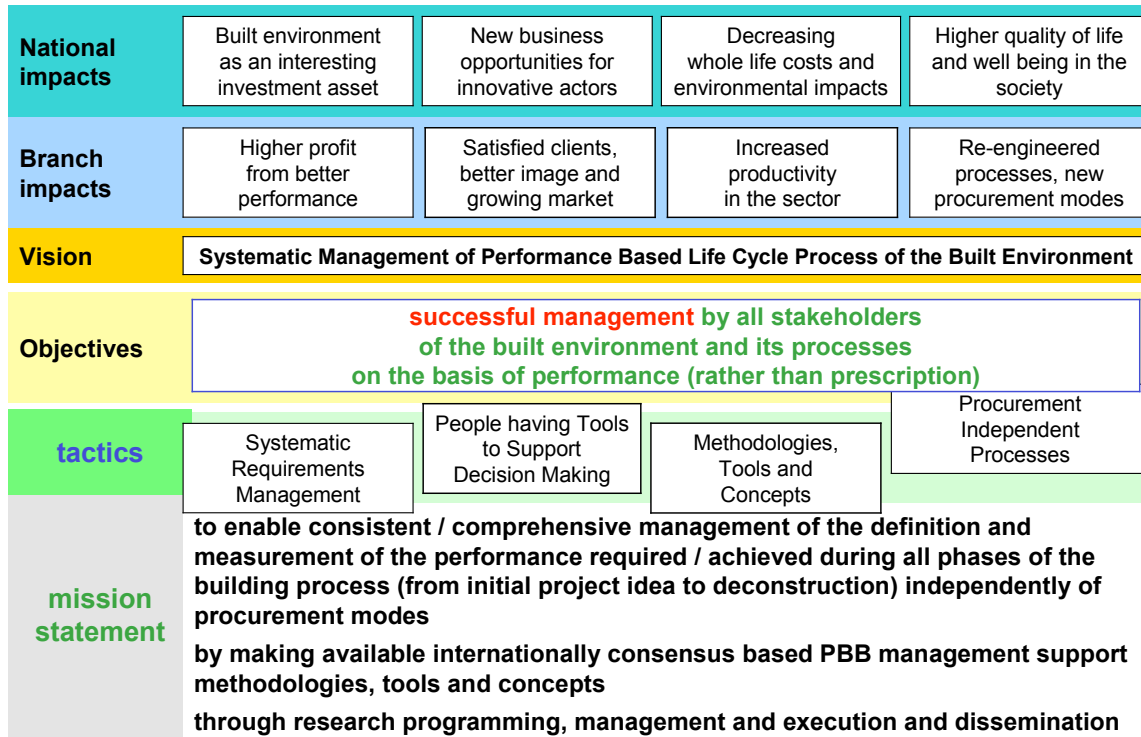 National
impacts
Built environment
as an interesting
investment asset
New business
opportunities for
innovative actors
Decreasing
whole life costs and
environmental impacts
Higher quality of life
and well being in the
society
Branch
impacts
Higher profit
from better
performance
Satisfied clients,
better image and
growing market
Increased
productivity
in the sector
Re-engineered
processes, new
procurement modes
Vision
Systematic Management of Performance Based Life Cycle Process of the Built Environment
Objectives
successful management by all stakeholders
of the built environment and its processes
on the basis of performance (rather than prescription)
tactics
Systematic
Requirements
Management
People having Tools
to Support
Decision Making
Methodologies,
Tools and
Concepts
Procurement
Independent
Processes
mission
statement
to enable consistent / comprehensive management of the definition and
measurement of the performance required / achieved during all phases of the
building process (from initial project idea to deconstruction) independently of
procurement modes
by making available internationally consensus based PBB management support
methodologies, tools and concepts
through research programming, management and execution and dissemination